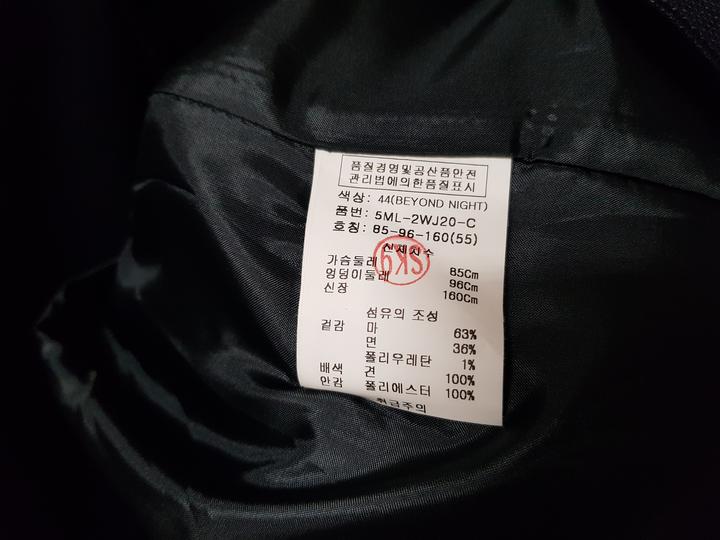 품질경영및공산품안전
관리법에의한품질표시
색상: 44(BEYOND NIGHT)
품번: 5ML-2WJ20-C
호칭: 85-96-160(55)
신체치수
가슴둘레 85Cm
엉덩이둘레 96Cm
신장 160Cm
섬유의 조성
겉감 마 63%
면 36%
폴리우레탄 1%
배색 견 100%
안감 폴리에스터 100%
취급주의